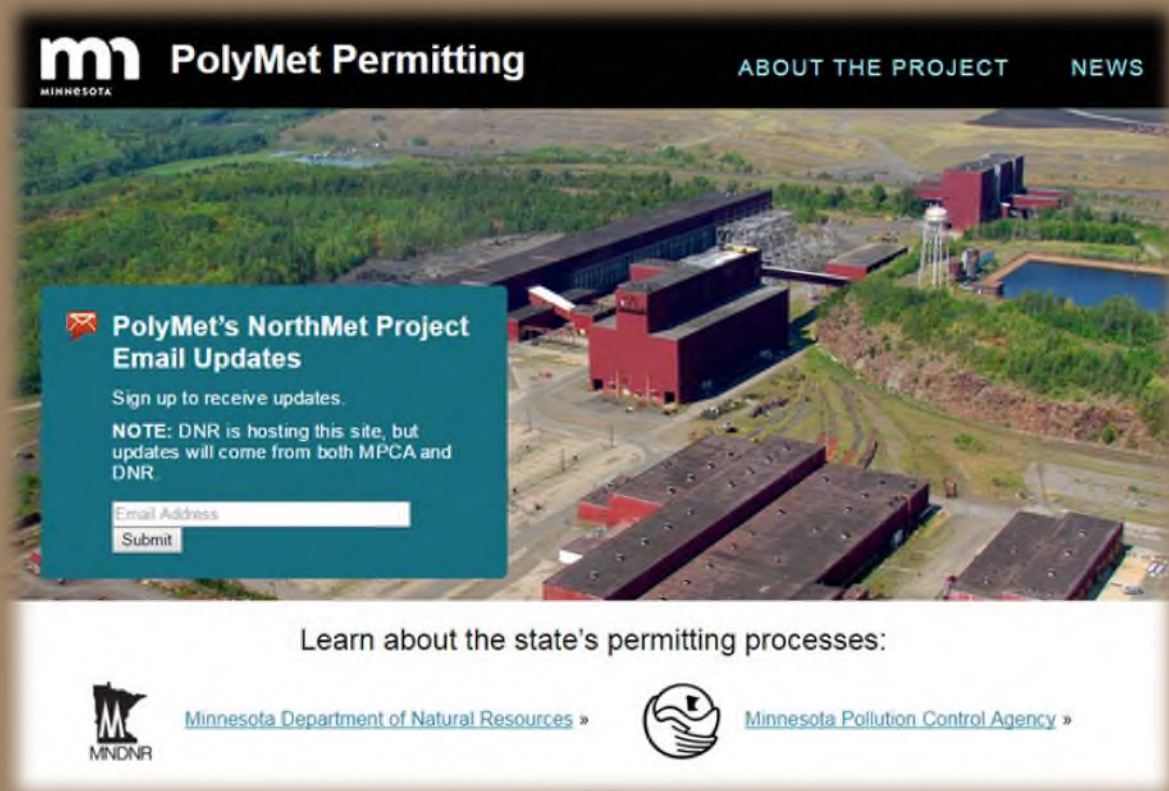 mn
MINNESOTA
PolyMet Permitting
ABOUT THE PROJECT
NEWS
PolyMet's NorthMet Project
Email Updates
Sign up to receive updates.
NOTE: DNR is hosting this site, but
updates will come from both MPCA and
DNR.
Email Address
Submit
Learn about the state's permitting processes:
M
MNDNR
Minnesota Department of Natural Resources »
Minnesota Pollution Control Agency »